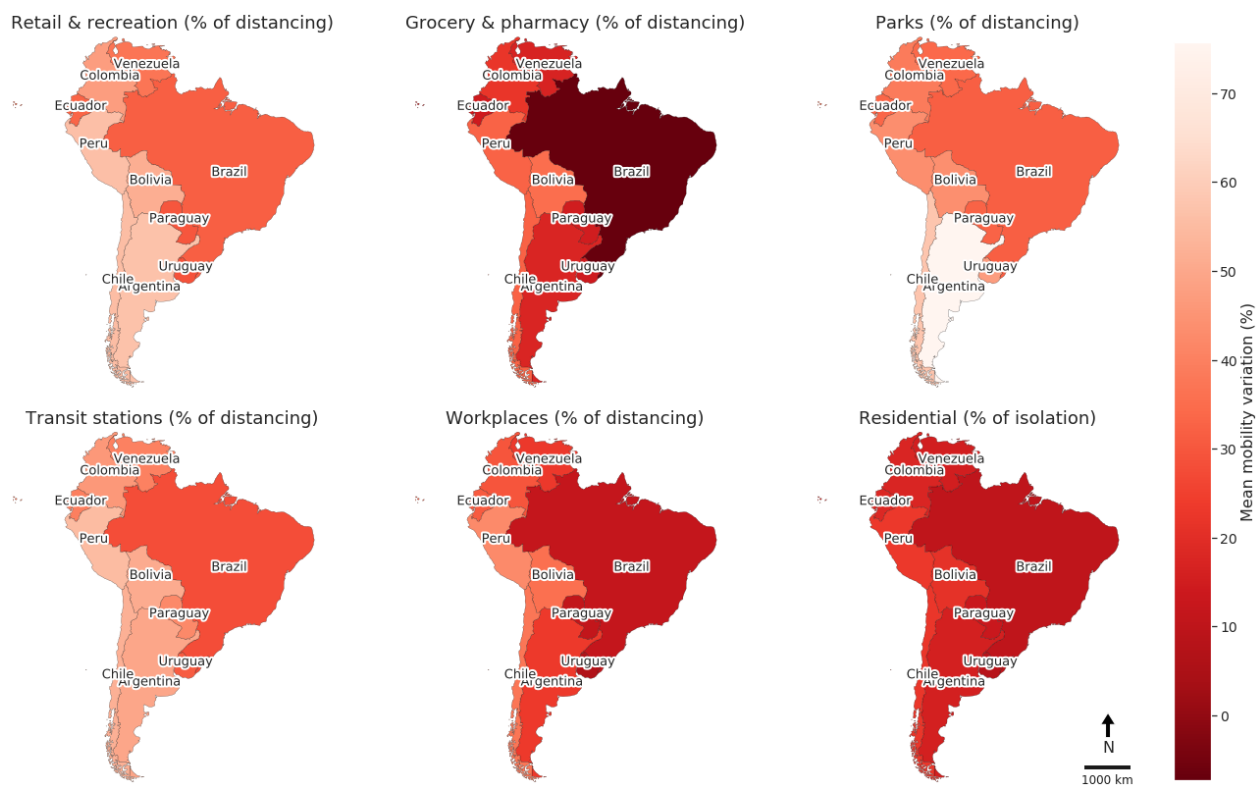 Retail & recreation (% of distancing)
Venezuela
Colombia
Ecuador
Peru
Brazil
Bolivia
Paraguay
Uruguay
Chile
Argentina
Grocery & pharmacy (% of distancing)
Venezuela
Colombia
Ecuador
Peru
Brazil
Bolivia
Paraguay
Uruguay
Chile
Argentina
Parks (% of distancing)
Venezuela
Colombia
Ecuador
Peru
Brazil
Bolivia
Paraguay
Uruguay
Chile
Argentina
Transit stations (% of distancing)
Venezuela
Colombia
Ecuador
Peru
Brazil
Bolivia
Paraguay
Uruguay
Chile
Argentina
Workplaces (% of distancing)
Venezuela
Colombia
Ecuador
Peru
Brazil
Bolivia
Paraguay
Uruguay
Chile
Argentina
Residential (% of isolation)
Venezuela
Colombia
Ecuador
Peru
Brazil
Bolivia
Paraguay
Uruguay
Chile
Argentina
N
1000 km
70
60
50
40
30
20
10
0
Mean mobility variation (%)